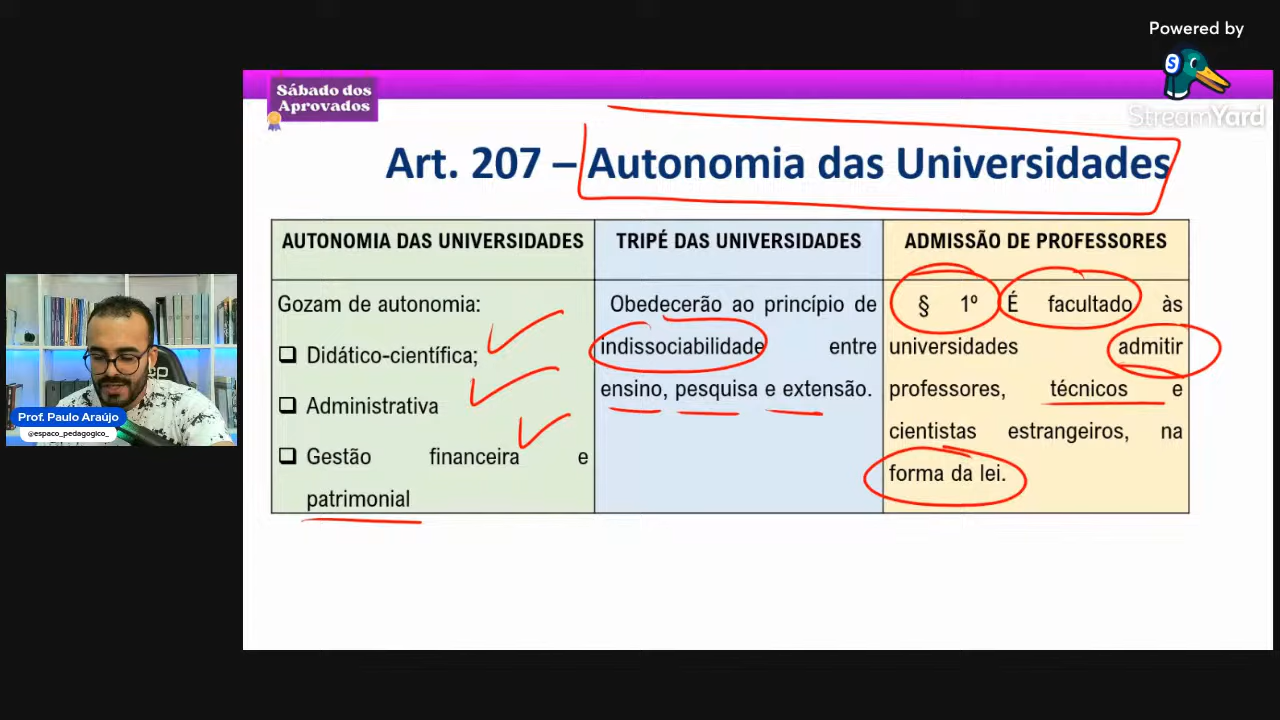 Powered by
StreamYard
Sábado dos
Aprovados
Art. 207 – Autonomia das Universidades
AUTONOMIA DAS UNIVERSIDADES
Gozam de autonomia:
Didático-científica;
Administrativa
Gestão financeira e
patrimonial
TRIPÉ DAS UNIVERSIDADES
Obedecerão ao princípio de
indissociabilidade entre
ensino, pesquisa e extensão.
ADMISSÃO DE PROFESSORES
§ 1º É facultado às
universidades admitir
professores, técnicos e
cientistas estrangeiros, na
forma da lei.
Prof. Paulo Araújo
@espaco_pedagogico_